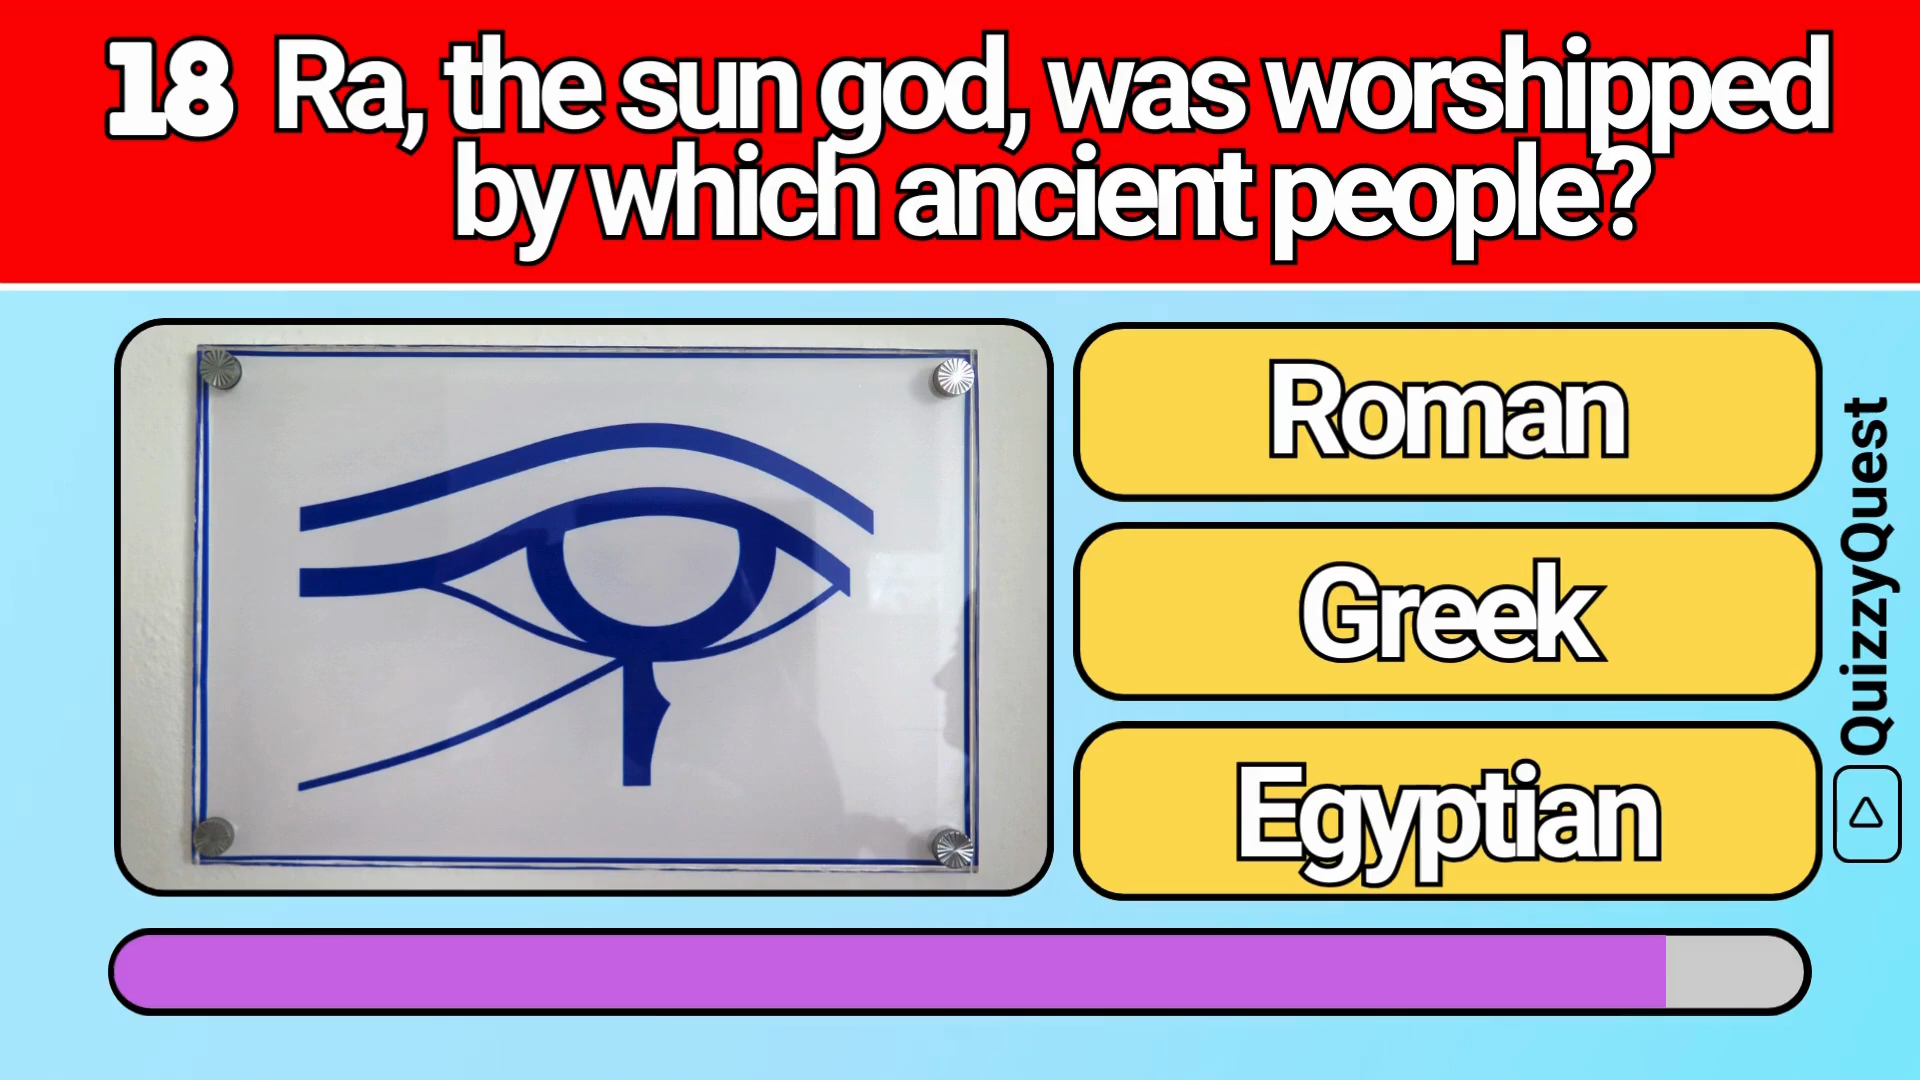 18 Ra, the sun god, was worshipped
by which ancient people?
Roman
Greek
Egyptian
QuizzyQuest